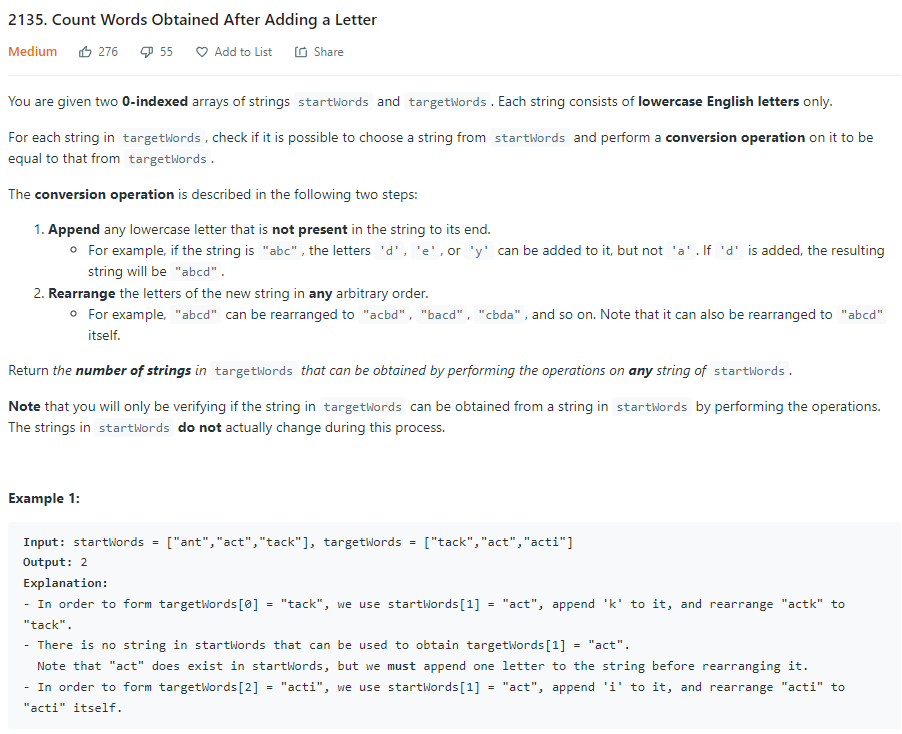 2135. Count Words Obtained After Adding a Letter
Medium 276 55 Add to List Share
You are given two 0-indexed arrays of strings startWords and targetWords. Each string consists of lowercase English letters only.
For each string in targetWords, check if it is possible to choose a string from startWords and perform a conversion operation on it to be
equal to that from targetWords.
The conversion operation is described in the following two steps:
1. Append any lowercase letter that is not present in the string to its end.
○ For example, if the string is "abc", the letters 'd', 'e', or 'y' can be added to it, but not 'a'. If 'd' is added, the resulting
string will be "abcd".
2. Rearrange the letters of the new string in any arbitrary order.
○ For example, "abcd" can be rearranged to "acbd", "bacd", "cbda", and so on. Note that it can also be rearranged to "abcd"
itself.
Return the number of strings in targetWords that can be obtained by performing the operations on any string of startWords.
Note that you will only be verifying if the string in targetWords can be obtained from a string in startWords by performing the operations.
The strings in startWords do not actually change during this process.
Example 1:
Input: startWords = ["ant","act","tack"], targetWords = ["tack","act","acti"]
Output: 2
Explanation:
- In order to form targetWords[0] = "tack", we use startWords[1] = "act", append 'k' to it, and rearrange "actk" to
"tack".
- There is no string in startWords that can be used to obtain targetWords[1] = "act".
Note that "act" does exist in startWords, but we must append one letter to the string before rearranging it.
- In order to form targetWords[2] = "acti", we use startWords[1] = "act", append 'i' to it, and rearrange "acti" to
"acti" itself.